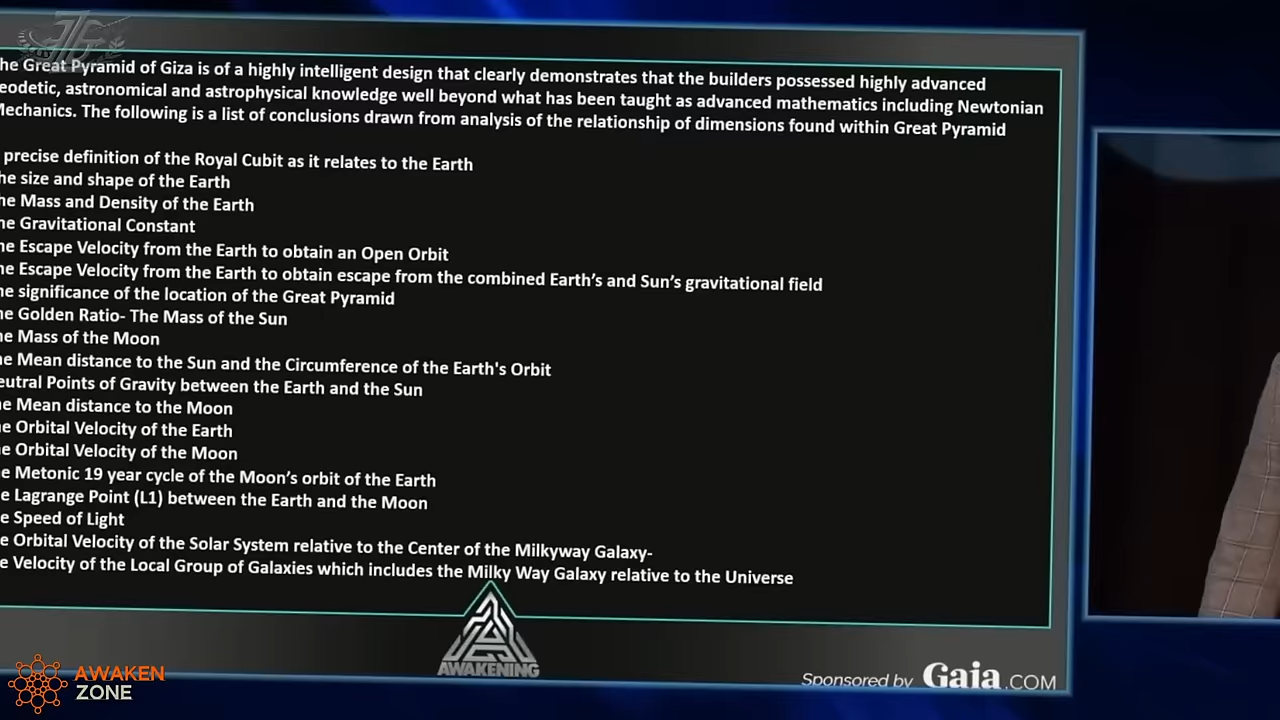 he Great Pyramid of Giza is of a highly intelligent design that clearly demonstrates that the builders possessed highly advanced
eodetic, astronomical and astrophysical knowledge well beyond what has been taught as advanced mathematics including Newtonian
Mechanics. The following is a list of conclusions drawn from analysis of the relationship of dimensions found within Great Pyramid
precise definition of the Royal Cubit as it relates to the Earth
he size and shape of the Earth
he Mass and Density of the Earth
he Gravitational Constant
he Escape Velocity from the Earth to obtain an Open Orbit
he Escape Velocity from the Earth to obtain escape from the combined Earth's and Sun's gravitational field
he significance of the location of the Great Pyramid
he Golden Ratio- The Mass of the Sun
he Mass of the Moon
he Mean distance to the Sun and the Circumference of the Earth's Orbit
eutral Points of Gravity between the Earth and the Sun
he Mean distance to the Moon
e Orbital Velocity of the Earth
e Orbital Velocity of the Moon
e Metonic 19 year cycle of the Moon's orbit of the Earth
e Lagrange Point (L1) between the Earth and the Moon
e Speed of Light
e Orbital Velocity of the Solar System relative to the Center of the Milkyway Galaxy-
e Velocity of the Local Group of Galaxies which includes the Milky Way Galaxy relative to the Universe
AWAKENING
Sponsored by Gaia.COM
AWAKEN
ZONE